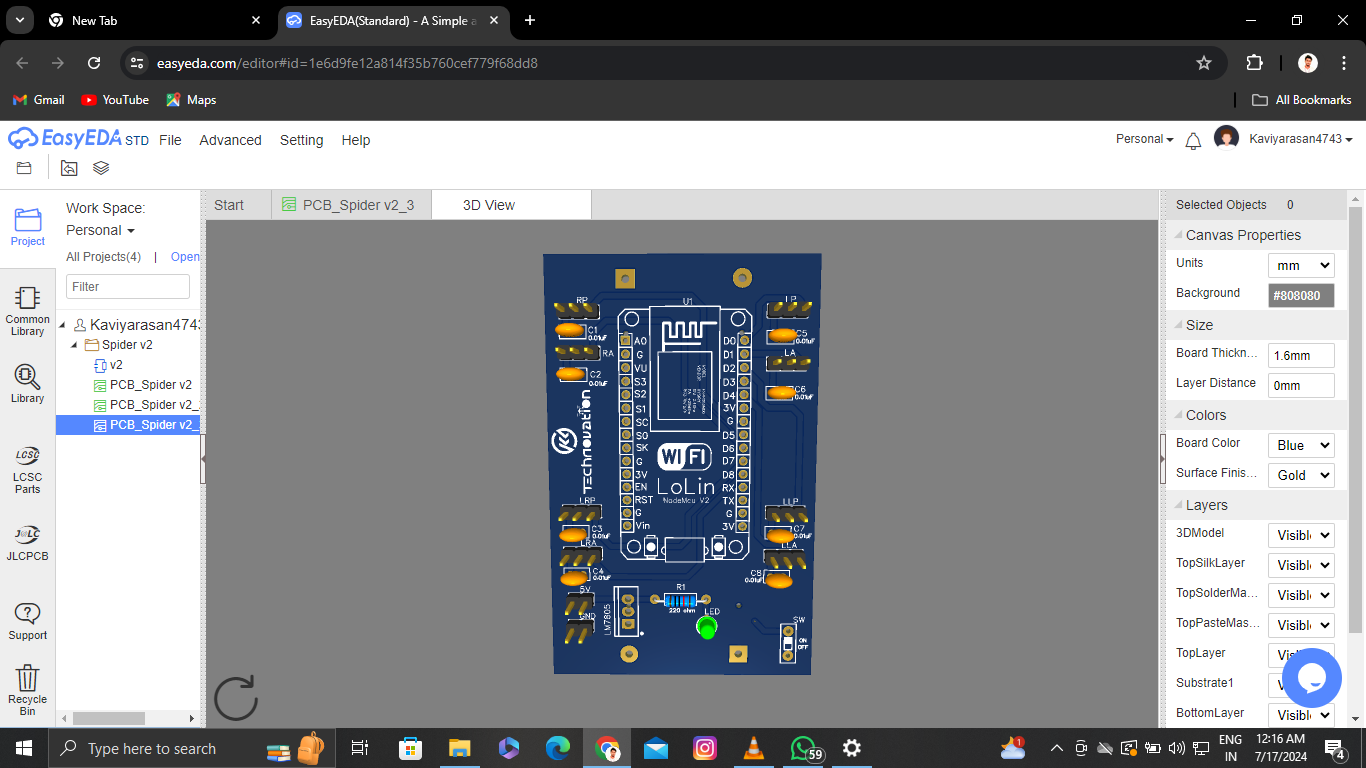 New Tab
EasyEDA(Standard) - A Simple a
easyeda.com/editor#id=1e6d9fe12a814f35b760cef779f68dd8
Gmail
YouTube
Maps
All Bookmarks
EasyEDA STD
File
Advanced
Setting
Help
Personal
Kaviyarasan4743
Project
Common
Library
Library
LCSC
LCSC
Parts
JLCPCB
Support
Recycle
Bin
Work Space:
Personal
All Projects(4) | Open
Filter
Kaviyarasan4743
Spider v2
v2
PCB_Spider v2
PCB_Spider v2_
PCB_Spider v2_
Start
PCB_Spider v2_3
3D View
RP
U1
LP
C1
0.01uF
C5
0.01uF
RA
LA
C2
0.01uF
C6
0.01uF
A0
G
VU
S3
S2
S1
SC
S0
SK
G
3V
EN
RST
G
Vin
D0
D1
D2
D3
D4
3V
G
D5
D6
D7
D8
RX
TX
G
3V
TECHNOVATION
WIFI
LoLin
NodeMcu V2
LRP
LLP
C3
0.01uF
C7
0.01uF
LRA
LLA
C4
0.01uF
C8
0.01uF
5V
GND
LM7805
R1
220 ohm
LED
SW
ON
OFF
Selected Objects 0
Canvas Properties
Units mm
Background #808080
Size
Board Thickn... 1.6mm
Layer Distance 0mm
Colors
Board Color Blue
Surface Finis... Gold
Layers
3DModel Visibl
TopSilkLayer Visibl
TopSolderMa... Visibl
TopPasteMas... Visibl
TopLayer
Substrate1
BottomLayer Visibl
Type here to search
59
1
ENG
IN
12:16 AM
7/17/2024
4